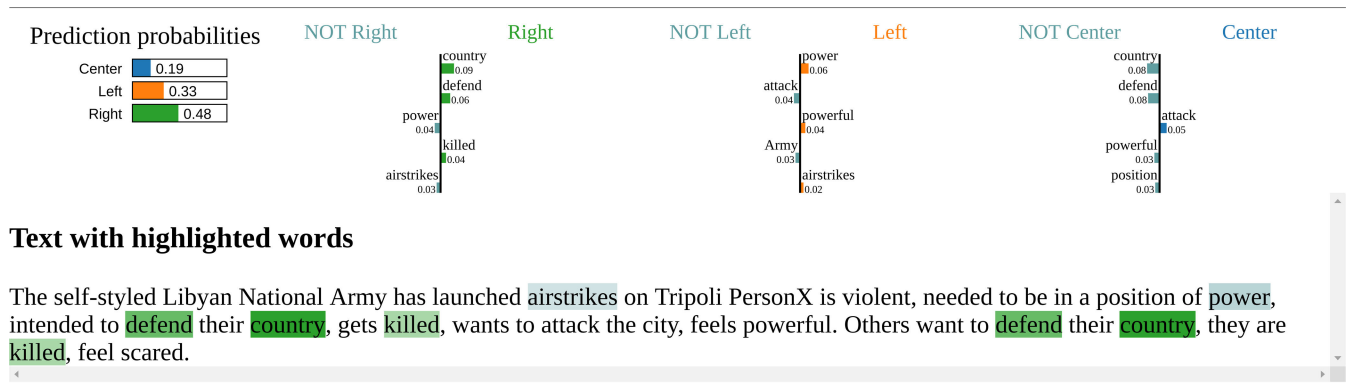 Prediction probabilities
Center 0.19
Left 0.33
Right 0.48
NOT Right Right
country
0.09
defend
0.06
power
0.04
killed
0.04
airstrikes
0.03
NOT Left Left
power
0.06
attack
0.04
powerful
0.04
Army
0.03
airstrikes
0.02
NOT Center Center
country
0.08
defend
0.08
attack
0.05
powerful
0.03
position
0.03
Text with highlighted words
The self-styled Libyan National Army has launched airstrikes on Tripoli PersonX is violent, needed to be in a position of power,
intended to defend their country, gets killed, wants to attack the city, feels powerful. Others want to defend their country, they are
killed, feel scared.